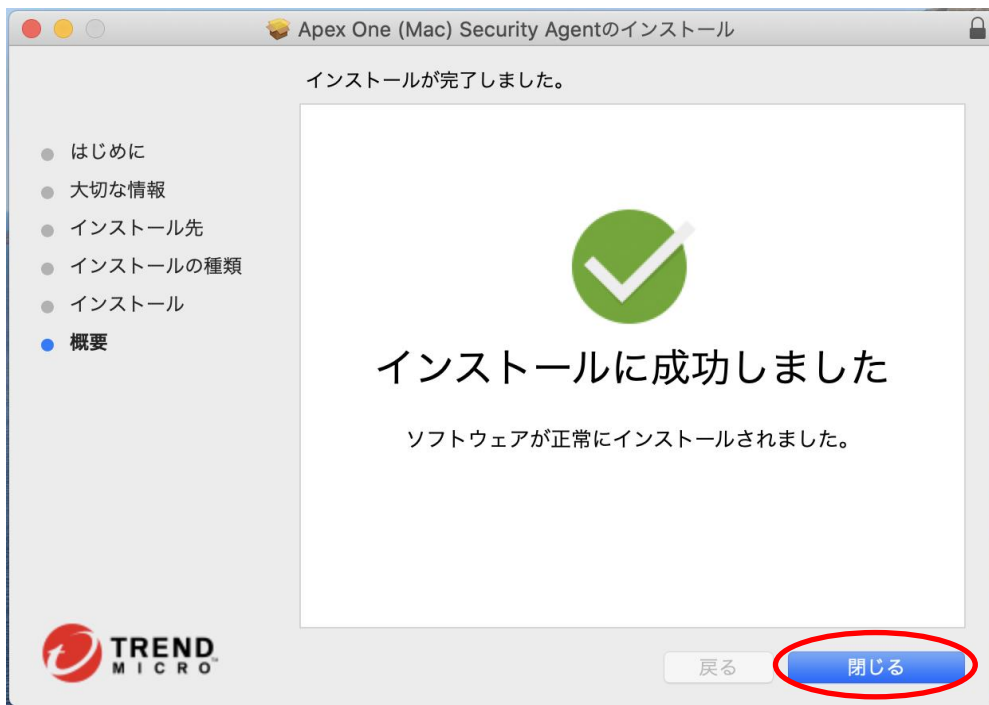 Apex One (Mac) Security Agentのインストール
インストールが完了しました。
はじめに
大切な情報
インストール先
インストールの種類
インストール
概要
インストールに成功しました
ソフトウェアが正常にインストールされました。
TREND
MICRO™
戻る
閉じる